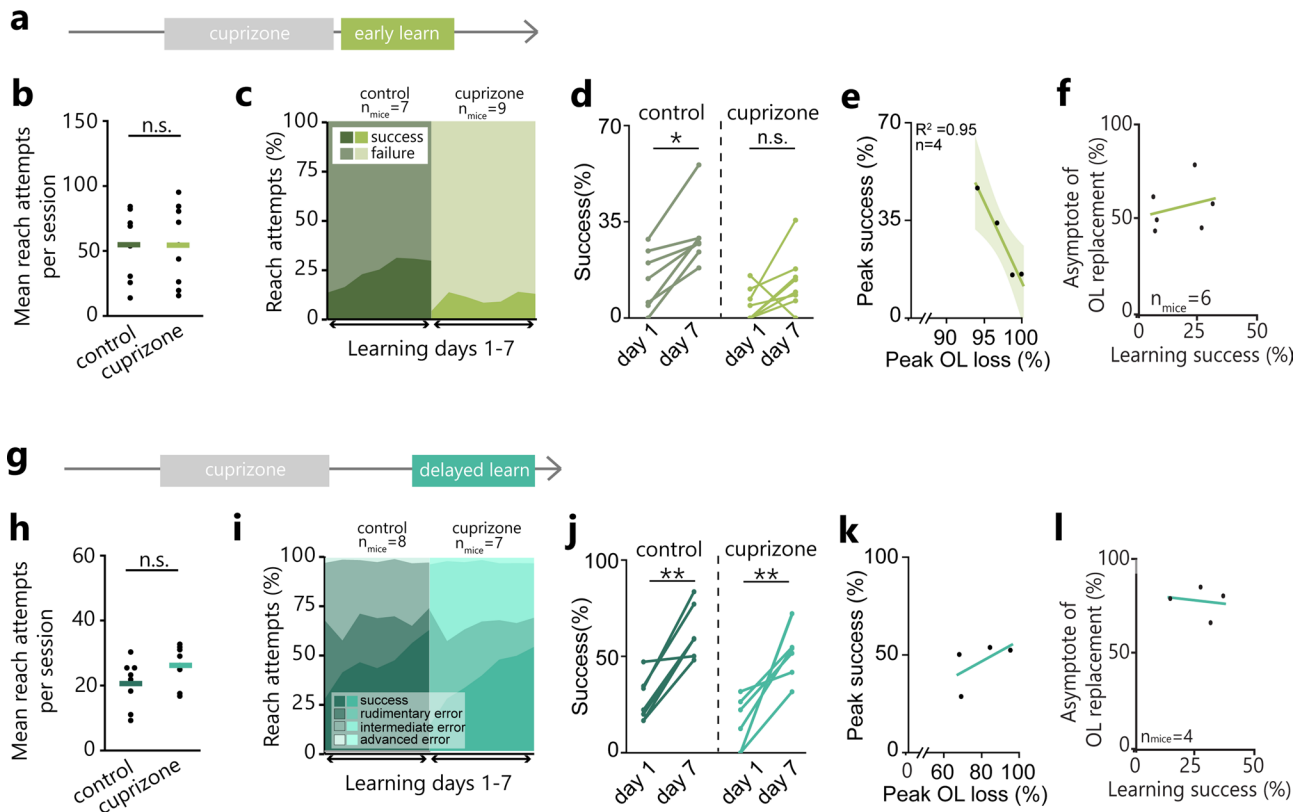 a
cuprizone
early learn
b
n.s.
150
100
50
0
Mean reach attempts
per session
control
cuprizone
c
control
n_mice=7
cuprizone
n_mice=9
100
75
50
25
0
Reach attempts (%)
success
failure
Learning days 1-7
d
control
cuprizone
70
35
0
*
n.s.
Success(%)
day 1
day 7
day 1
day 7
e
70
35
0
R² =0.95
n=4
Peak success (%)
90
95
100
Peak OL loss (%)
f
100
50
0
Asymptote of
OL replacement (%)
n_mice=6
0
25
50
Learning success (%)
g
cuprizone
delayed learn
h
n.s.
60
40
20
0
Mean reach attempts
per session
control
cuprizone
i
control
n_mice=8
cuprizone
n_mice=7
100
75
50
25
0
Reach attempts (%)
success
rudimentary error
intermediate error
advanced error
Learning days 1-7
j
control
cuprizone
100
50
0
**
**
Success(%)
day 1
day 7
day 1
day 7
k
100
50
0
Peak success (%)
0
60
80
100
Peak OL loss (%)
l
100
50
0
Asymptote of
OL replacement (%)
n_mice=4
0
25
50
Learning success (%)